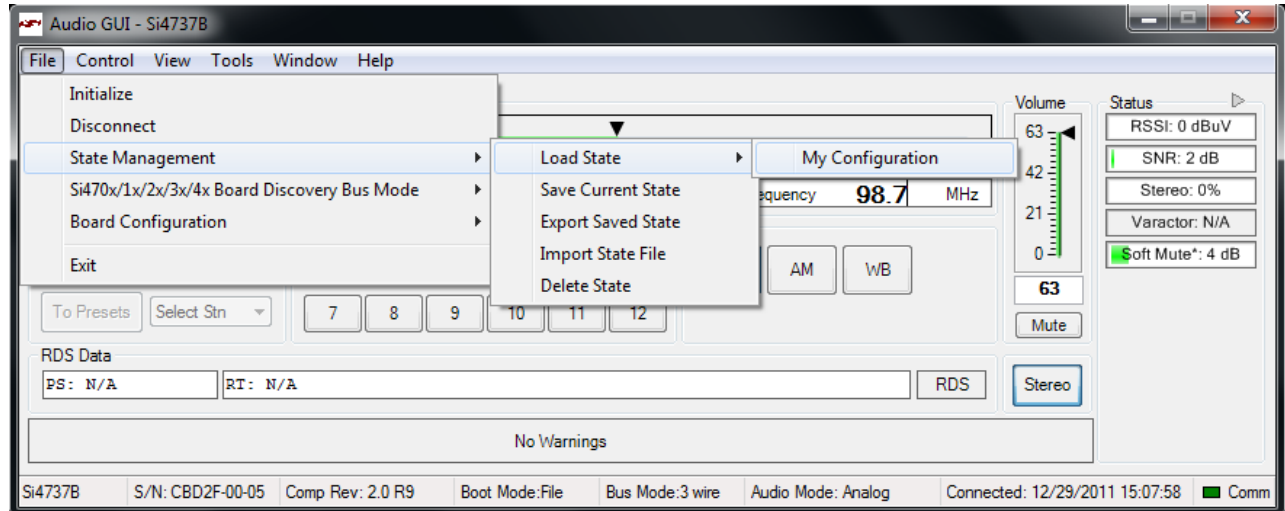 Audio GUI - Si4737B
File Control View Tools Window Help
Initialize
Disconnect
State Management
Si470x/1x/2x/3x/4x Board Discovery Bus Mode
Board Configuration
Exit
Load State
Save Current State
Export Saved State
Import State File
Delete State
My Configuration
equency 98.7 MHz
AM WB
To Presets Select Stn 7 8 9 10 11 12
Volume
63
42
21
0
63
Mute
Stereo
Status
RSSI: 0 dBuV
SNR: 2 dB
Stereo: 0%
Varactor: N/A
Soft Mute*: 4 dB
RDS Data
PS: N/A RT: N/A RDS
No Warnings
Si4737B S/N: CBD2F-00-05 Comp Rev: 2.0 R9 Boot Mode:File Bus Mode:3 wire Audio Mode: Analog Connected: 12/29/2011 15:07:58 Comm